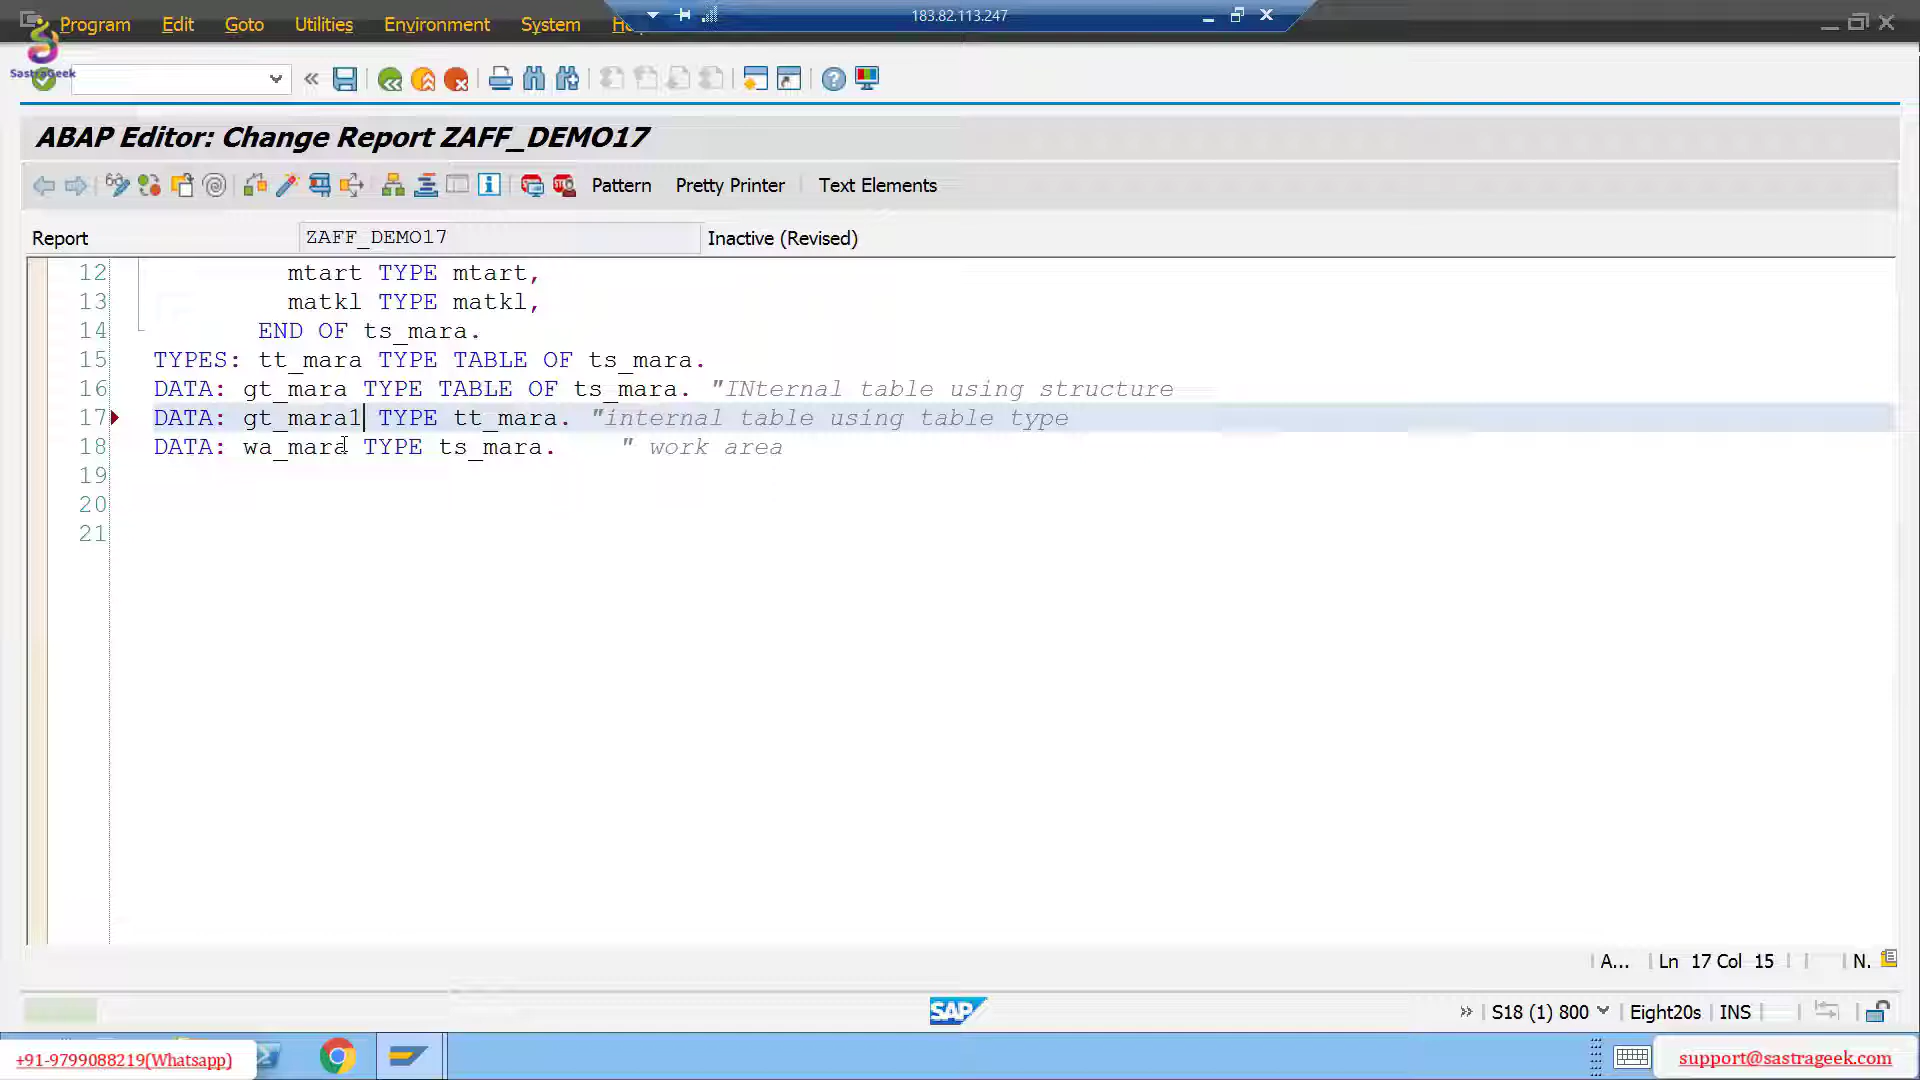 Program Edit Goto Utilities Environment System
183.82.113.247
SastraGeek
ABAP Editor: Change Report ZAFF_DEMO17
Pattern Pretty Printer Text Elements
Report ZAFF_DEMO17 Inactive (Revised)
12 mtart TYPE mtart,
13 matkl TYPE matkl,
14 END OF ts_mara.
15 TYPES: tt_mara TYPE TABLE OF ts_mara.
16 DATA: gt_mara TYPE TABLE OF ts_mara. "INternal table using structure
17 DATA: gt_mara1 TYPE tt_mara. "internal table using table type
18 DATA: wa_mara TYPE ts_mara. " work area
19
20
21
A... Ln 17 Col 15 N.
SAP
S18 (1) 800 Eight20s INS
+91-9799088219(Whatsapp)
support@sastrageek.com